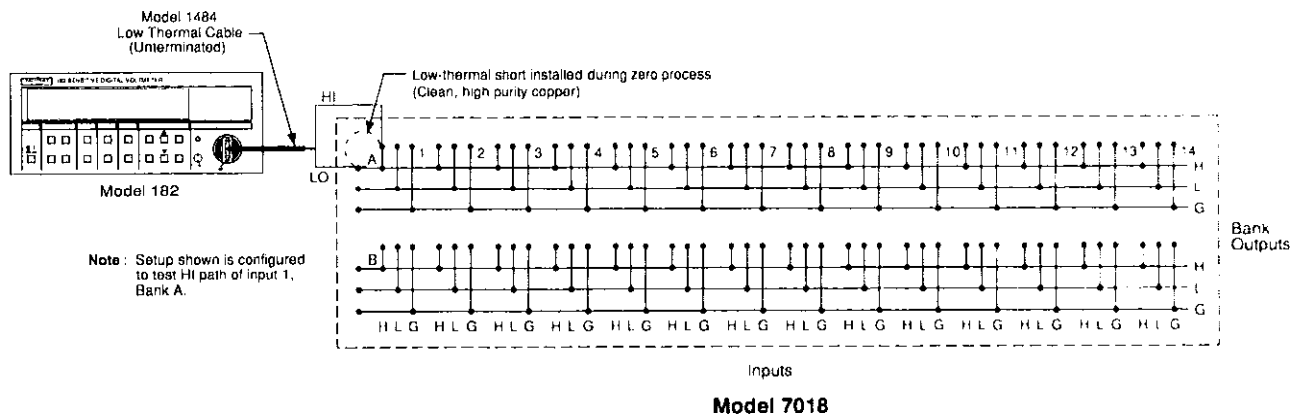 Model 1484
Low Thermal Cable
(Unterminated)
Low-thermal short installed during zero process
(Clean, high purity copper)
HI
LO
Model 182
A 1 2 3 4 5 6 7 8 9 10 11 12 13 14
H
L
G
Bank
Outputs
Note : Setup shown is configured
to test HI path of input 1,
Bank A.
B
H
L
G
H L G H L G H L G H L G H L G H L G H L G H L G H L G H L G H L G H L G H L G H L G
Inputs
Model 7018